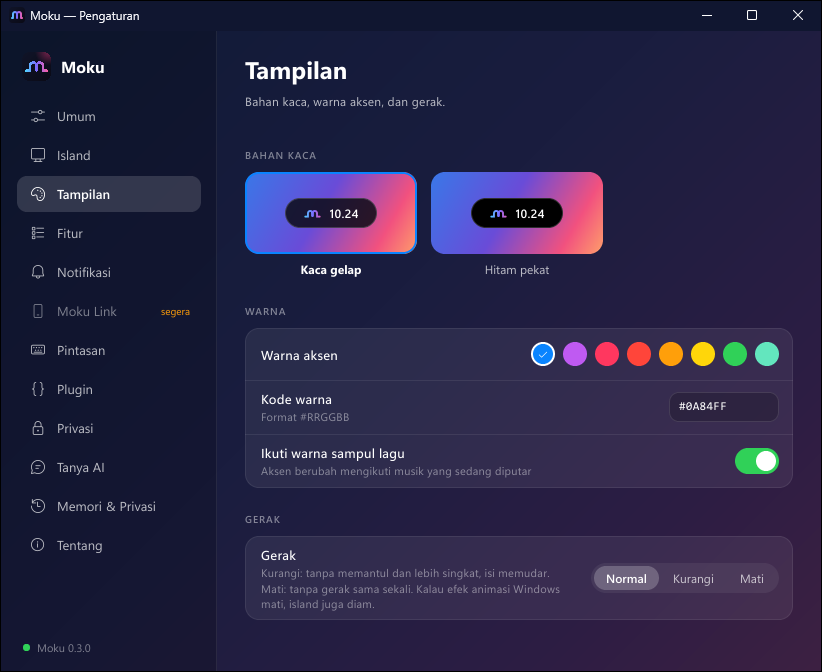 Moku — Pengaturan
Moku
Umum
Island
Tampilan
Fitur
Notifikasi
Moku Link segera
Pintasan
Plugin
Privasi
Tanya AI
Memori & Privasi
Tentang
Moku 0.3.0
Tampilan
Bahan kaca, warna aksen, dan gerak.
BAHAN KACA
10.24
10.24
Kaca gelap
Hitam pekat
WARNA
Warna aksen
Kode warna
Format #RRGGBB
#0A84FF
Ikuti warna sampul lagu
Aksen berubah mengikuti musik yang sedang diputar
GERAK
Gerak
Kurangi: tanpa memantul dan lebih singkat, isi memudar.
Mati: tanpa gerak sama sekali. Kalau efek animasi Windows
mati, island juga diam.
Normal Kurangi Mati